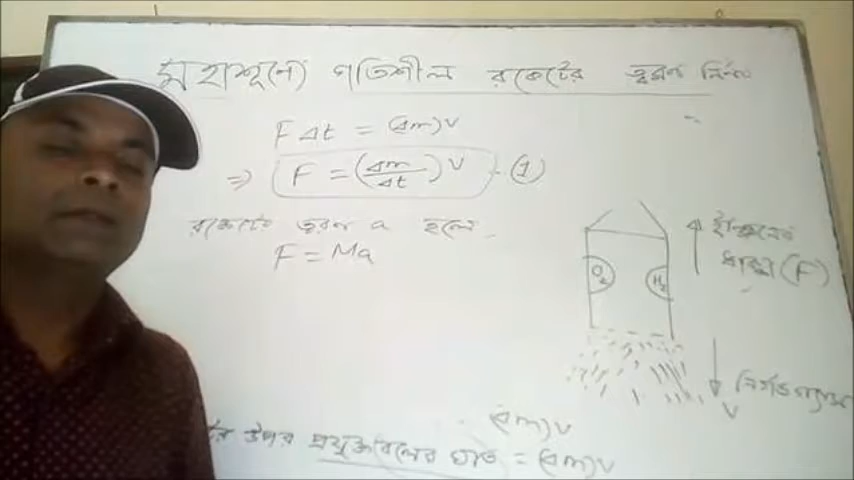 মহাশূন্যে গতিশীল রকেটের ত্বরণ নির্ণয়
F Δt = (Δm)v
⇒ F = (Δm/Δt)v - (1)
রকেটের ত্বরণ a হলে
F = Ma
O2 H2
ইঞ্জিনের
ধাক্কা (F)
নির্গত গ্যাস
v
(Δm)v
উপর প্রযুক্ত বলের ঘাত = (Δm)v